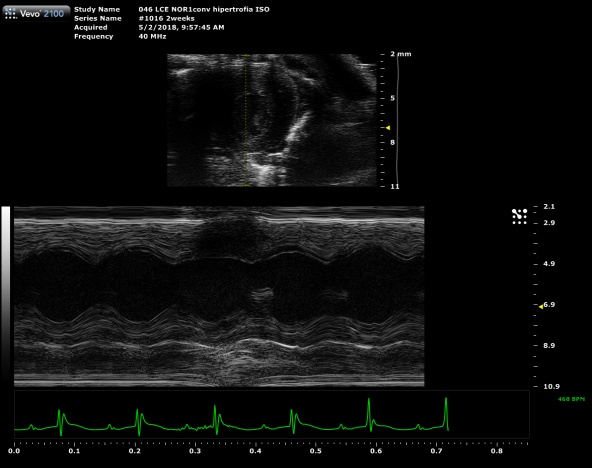 Vevo 2100
Study Name 046 LCE NOR1conv hipertrofia ISO
Series Name #1016 2weeks
Acquired 5/2/2018, 9:57:45 AM
Frequency 40 MHz
2 mm
5
8
11
2.1
2.9
4.9
6.9
8.9
10.9
468 BPM
0.0 0.1 0.2 0.3 0.4 0.5 0.6 0.7 0.8